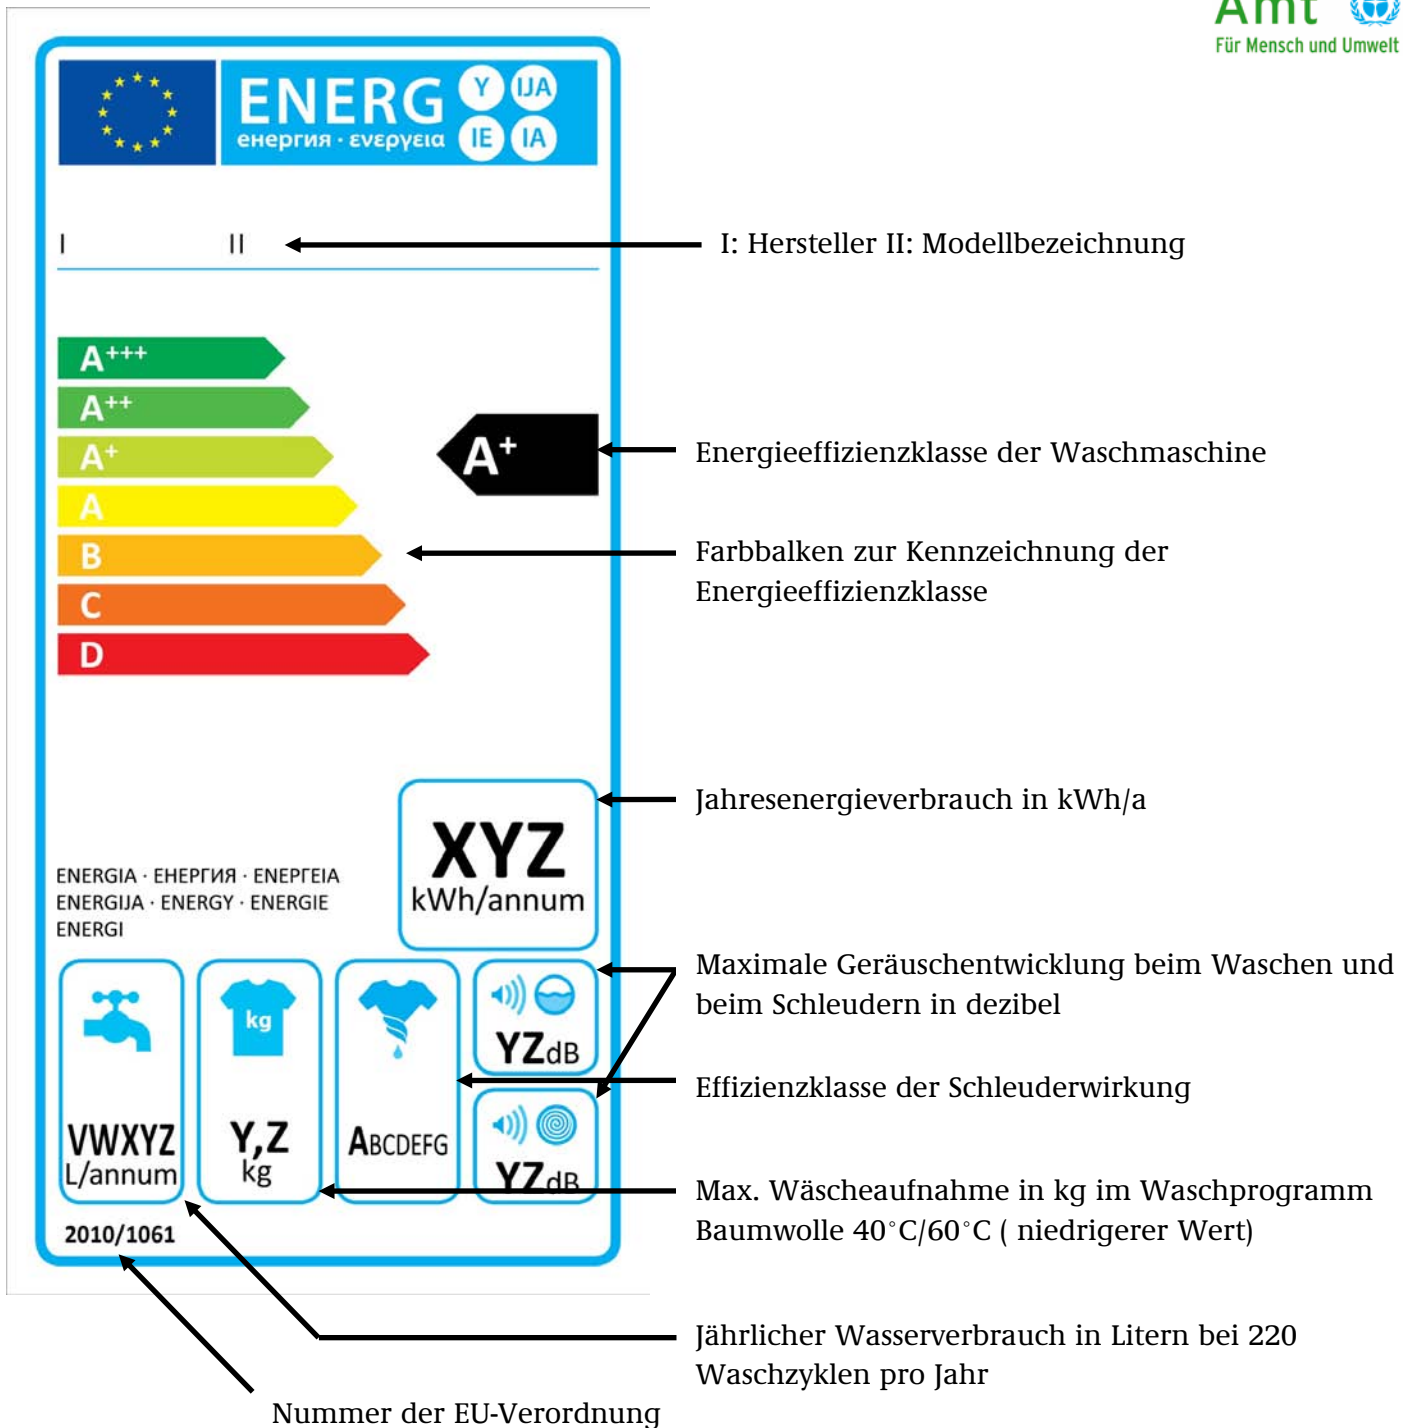 Amt
Für Mensch und Umwelt
ENERG Y IJA
енергия · ενεργεια IE IA
I II
I: Hersteller II: Modellbezeichnung
A+++
A++
A+
A
B
C
D
A+
Energieeffizienzklasse der Waschmaschine
Farbbalken zur Kennzeichnung der
Energieeffizienzklasse
Jahresenergieverbrauch in kWh/a
XYZ
kWh/annum
ENERGIA · ЕНЕРГИЯ · ΕΝΕΡΓΕΙΑ
ENERGIJA · ENERGY · ENERGIE
ENERGI
Maximale Geräuschentwicklung beim Waschen und
beim Schleudern in dezibel
kg
YZdB
Effizienzklasse der Schleuderwirkung
VWXYZ
L/annum
Y,Z
kg
ABCDEFG
YZdB
Max. Wäscheaufnahme in kg im Waschprogramm
Baumwolle 40°C/60°C ( niedrigerer Wert)
2010/1061
Jährlicher Wasserverbrauch in Litern bei 220
Waschzyklen pro Jahr
Nummer der EU-Verordnung